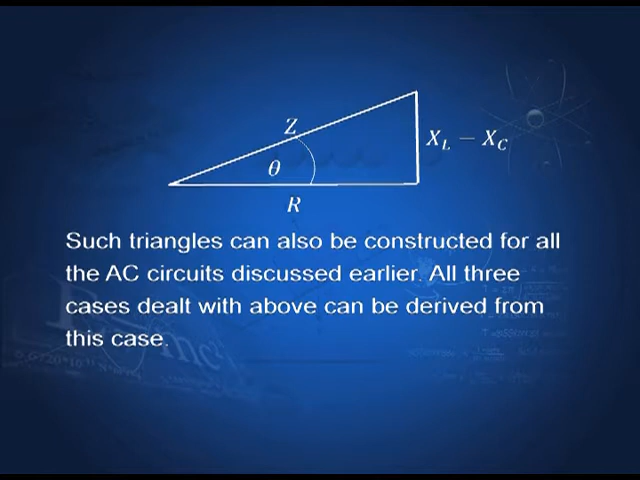 Z
X_L − X_C
θ
R
Such triangles can also be constructed for all
the AC circuits discussed earlier. All three
cases dealt with above can be derived from
this case.